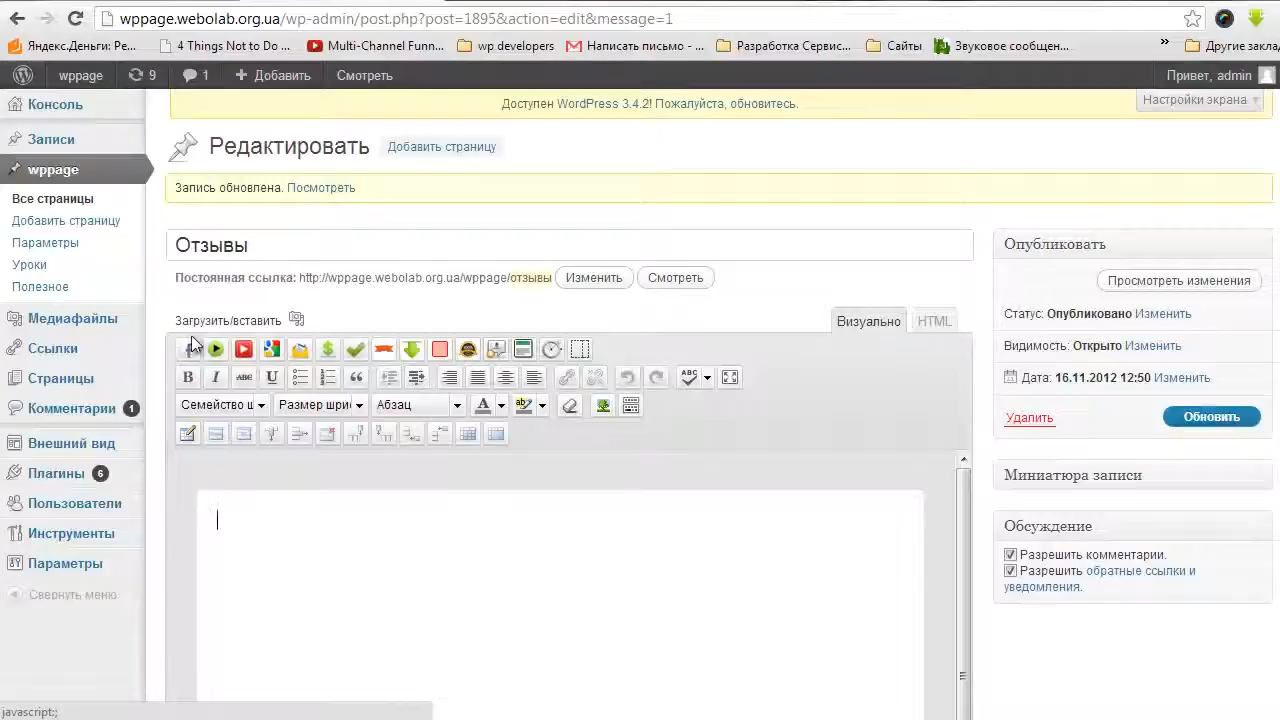 wppage.webolab.org.ua/wp-admin/post.php?post=1895&action=edit&message=1
Яндекс.Деньги: Ре... 4 Things Not to Do ... Multi-Channel Funn... wp developers Написать письмо - ... Разработка Сервис... Сайты Звуковое сообщен... » Другие закла
wppage 9 1 + Добавить Смотреть Привет, admin
Консоль
Записи
wppage
Все страницы
Добавить страницу
Параметры
Уроки
Полезное
Медиафайлы
Ссылки
Страницы
Комментарии 1
Внешний вид
Плагины 6
Пользователи
Инструменты
Параметры
Свернуть меню
Доступен WordPress 3.4.2! Пожалуйста, обновитесь.
Настройки экрана
Редактировать Добавить страницу
Запись обновлена. Посмотреть
Отзывы
Постоянная ссылка: http://wppage.webolab.org.ua/wppage/отзывы Изменить Смотреть
Загрузить/вставить Визуально HTML
B I ABC U ABC
Семейство ш Размер шри Абзац A ab
Опубликовать
Просмотреть изменения
Статус: Опубликовано Изменить
Видимость: Открыто Изменить
Дата: 16.11.2012 12:50 Изменить
Удалить Обновить
Миниатюра записи
Обсуждение
Разрешить комментарии.
Разрешить обратные ссылки и
уведомления.
javascript:;